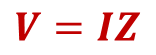 V = IZ